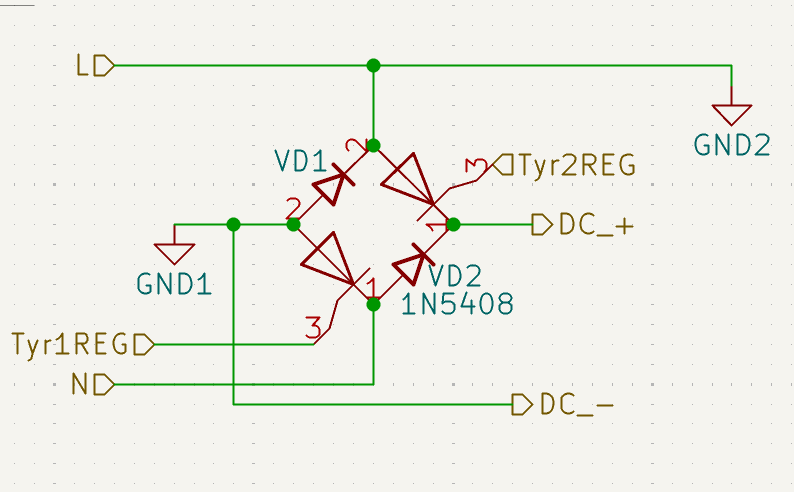 L
GND2
VD1
2
3
Tyr2REG
2
1
DC_+
GND1
VD2
1
1N5408
Tyr1REG
3
N
DC_-